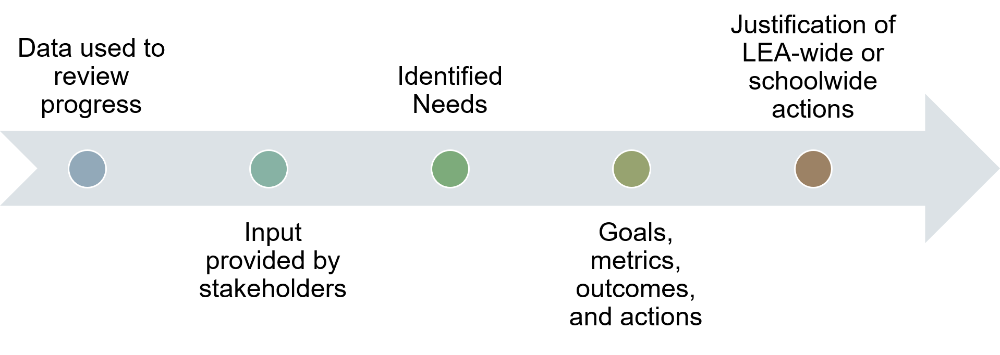 Data used to
review
progress
Input
provided by
stakeholders
Identified
Needs
Goals,
metrics,
outcomes,
and actions
Justification of
LEA-wide or
schoolwide
actions